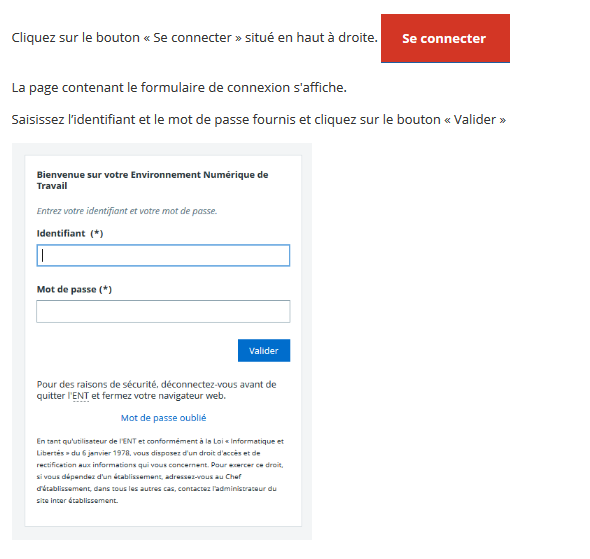 Cliquez sur le bouton « Se connecter » situé en haut à droite. Se connecter
La page contenant le formulaire de connexion s'affiche.
Saisissez l'identifiant et le mot de passe fournis et cliquez sur le bouton « Valider »
Bienvenue sur votre Environnement Numérique de
Travail
Entrez votre identifiant et votre mot de passe.
Identifiant (*)
Mot de passe (*)
Valider
Pour des raisons de sécurité, déconnectez-vous avant de
quitter l'ENT et fermez votre navigateur web.
Mot de passe oublié
En tant qu'utilisateur de l'ENT et conformément à la Loi « Informatique et
Libertés » du 6 janvier 1978, vous disposez d'un droit d'accès et de
rectification aux informations qui vous concernent. Pour exercer ce droit,
si vous dépendez d'un établissement, adressez-vous au Chef
d'établissement, dans tous les autres cas, contactez l'administrateur du
site inter établissement.